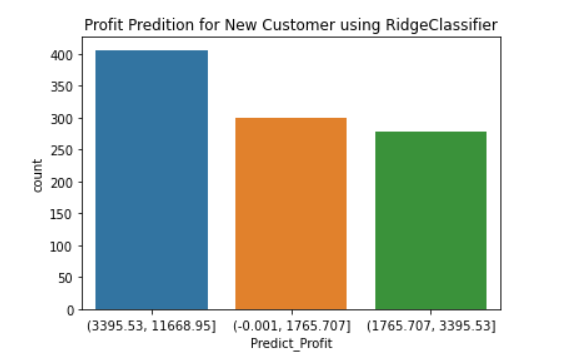 Profit Predition for New Customer using RidgeClassifier
400
350
300
250
200
150
100
50
0
count
(3395.53, 11668.95] (-0.001, 1765.707] (1765.707, 3395.53]
Predict_Profit